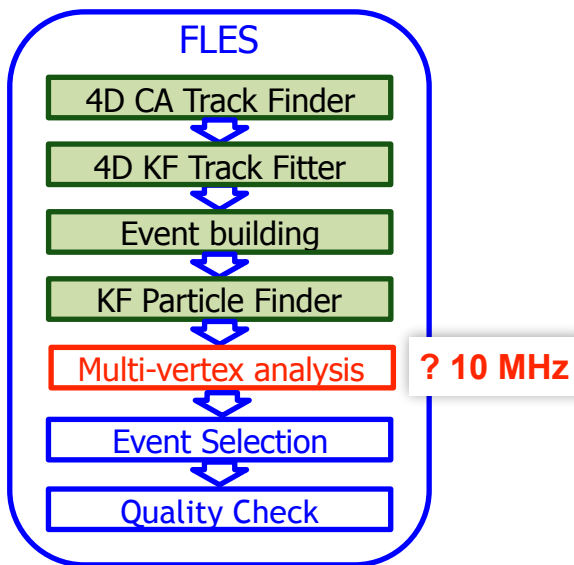 FLES
4D CA Track Finder
4D KF Track Fitter
Event building
KF Particle Finder
Multi-vertex analysis
? 10 MHz
Event Selection
Quality Check